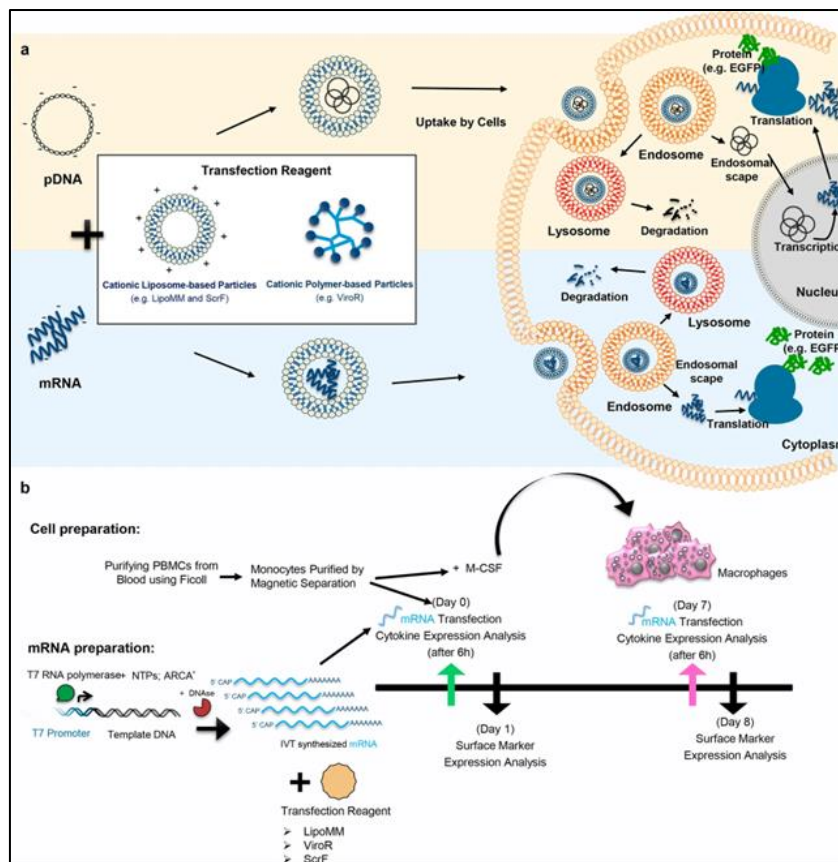 a
pDNA
mRNA
Transfection Reagent
Cationic Liposome-based Particles
(e.g. LipoMM and ScrF)
Cationic Polymer-based Particles
(e.g. ViroR)
Uptake by Cells
Endosome
Endosomal
scape
Lysosome
Degradation
Protein
(e.g. EGFP)
Translation
Transcription
Nucleu
Degradation
Lysosome
Endosome
Endosomal
scape
Translation
Protein
(e.g. EGFP
Cytoplasm
b
Cell preparation:
Purifying PBMCs from
Blood using Ficoll
Monocytes Purified by
Magnetic Separation
+ M-CSF
Macrophages
(Day 0)
mRNA Transfection
Cytokine Expression Analysis
(after 6h)
(Day 7)
mRNA Transfection
Cytokine Expression Analysis
(after 6h)
(Day 1)
Surface Marker
Expression Analysis
(Day 8)
Surface Marker
Expression Analysis
mRNA preparation:
T7 RNA polymerase+ NTPs; ARCA*
+ DNAse
T7 Promoter
Template DNA
5' CAP AAAAAAA
5' CAP AAAAAAA
5' CAP AAAAAAA
5' CAP AAAAAAA
IVT synthesized mRNA
+
Transfection Reagent
➢ LipoMM
➢ ViroR
➢ ScrF